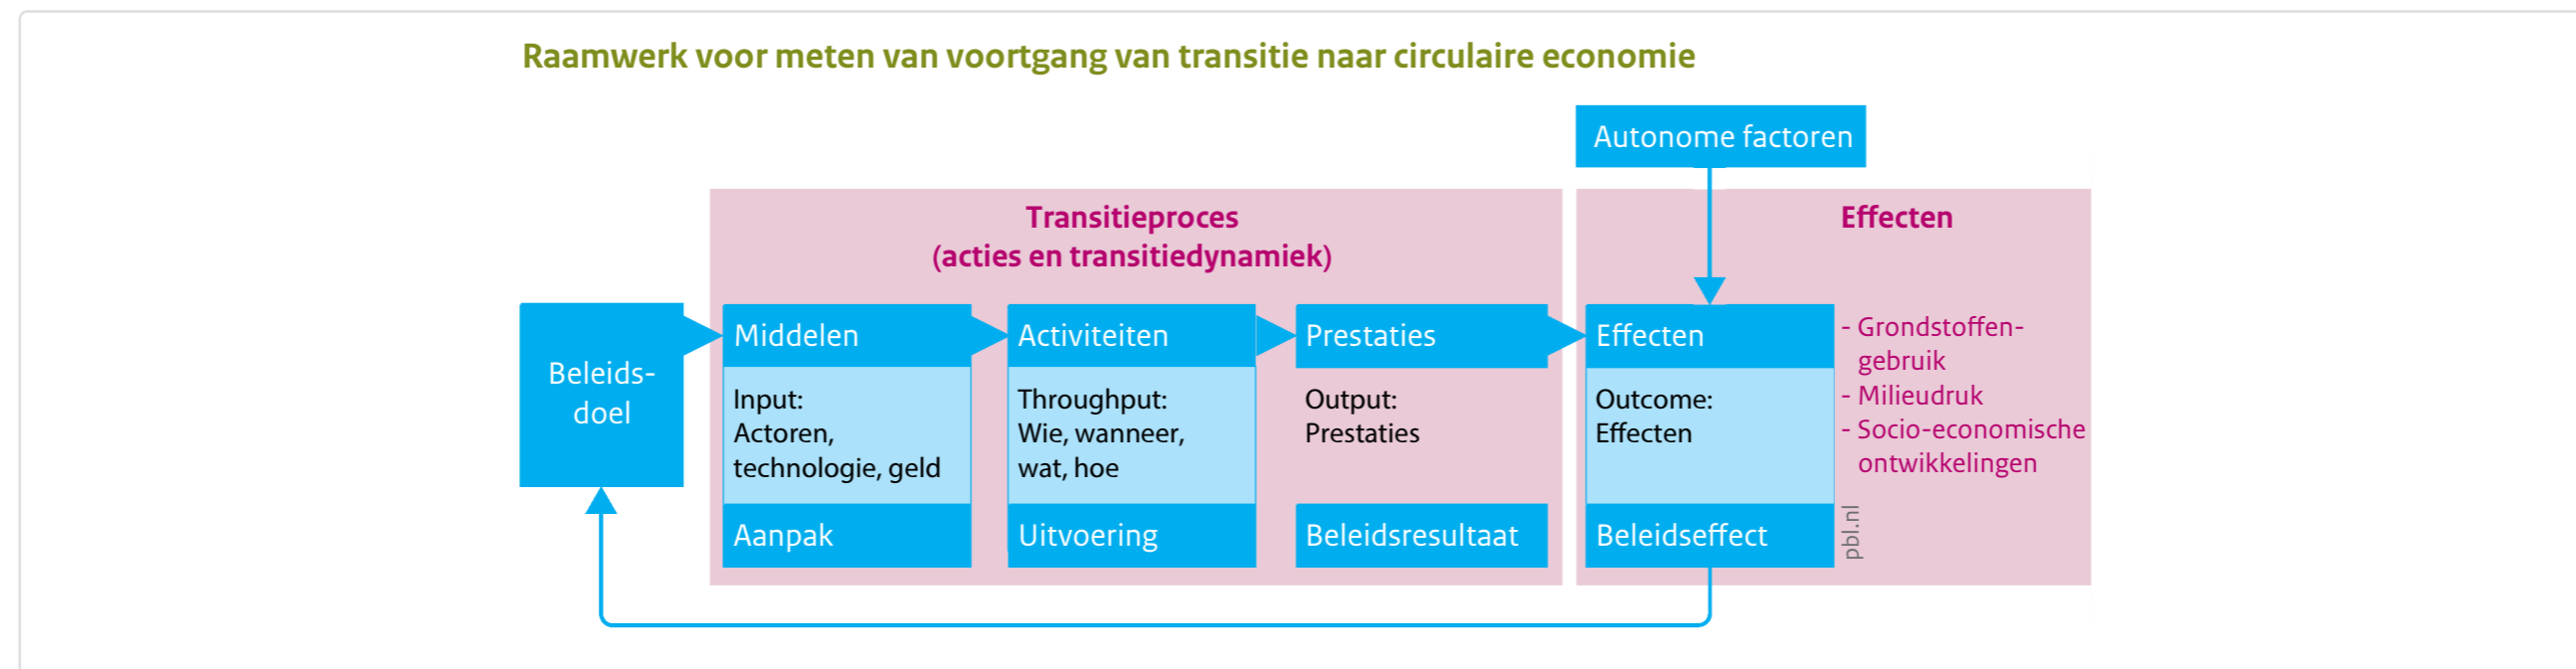 Raamwerk voor meten van voortgang van transitie naar circulaire economie
Autonome factoren
Transitieproces
(acties en transitiedynamiek)
Effecten
Beleids-
doel
Middelen
Input:
Actoren,
technologie, geld
Aanpak
Activiteiten
Throughput:
Wie, wanneer,
wat, hoe
Uitvoering
Prestaties
Output:
Prestaties
Beleidsresultaat
Effecten
Outcome:
Effecten
Beleidseffect
- Grondstoffen-
gebruik
- Milieudruk
- Socio-economische
ontwikkelingen
pbl.nl